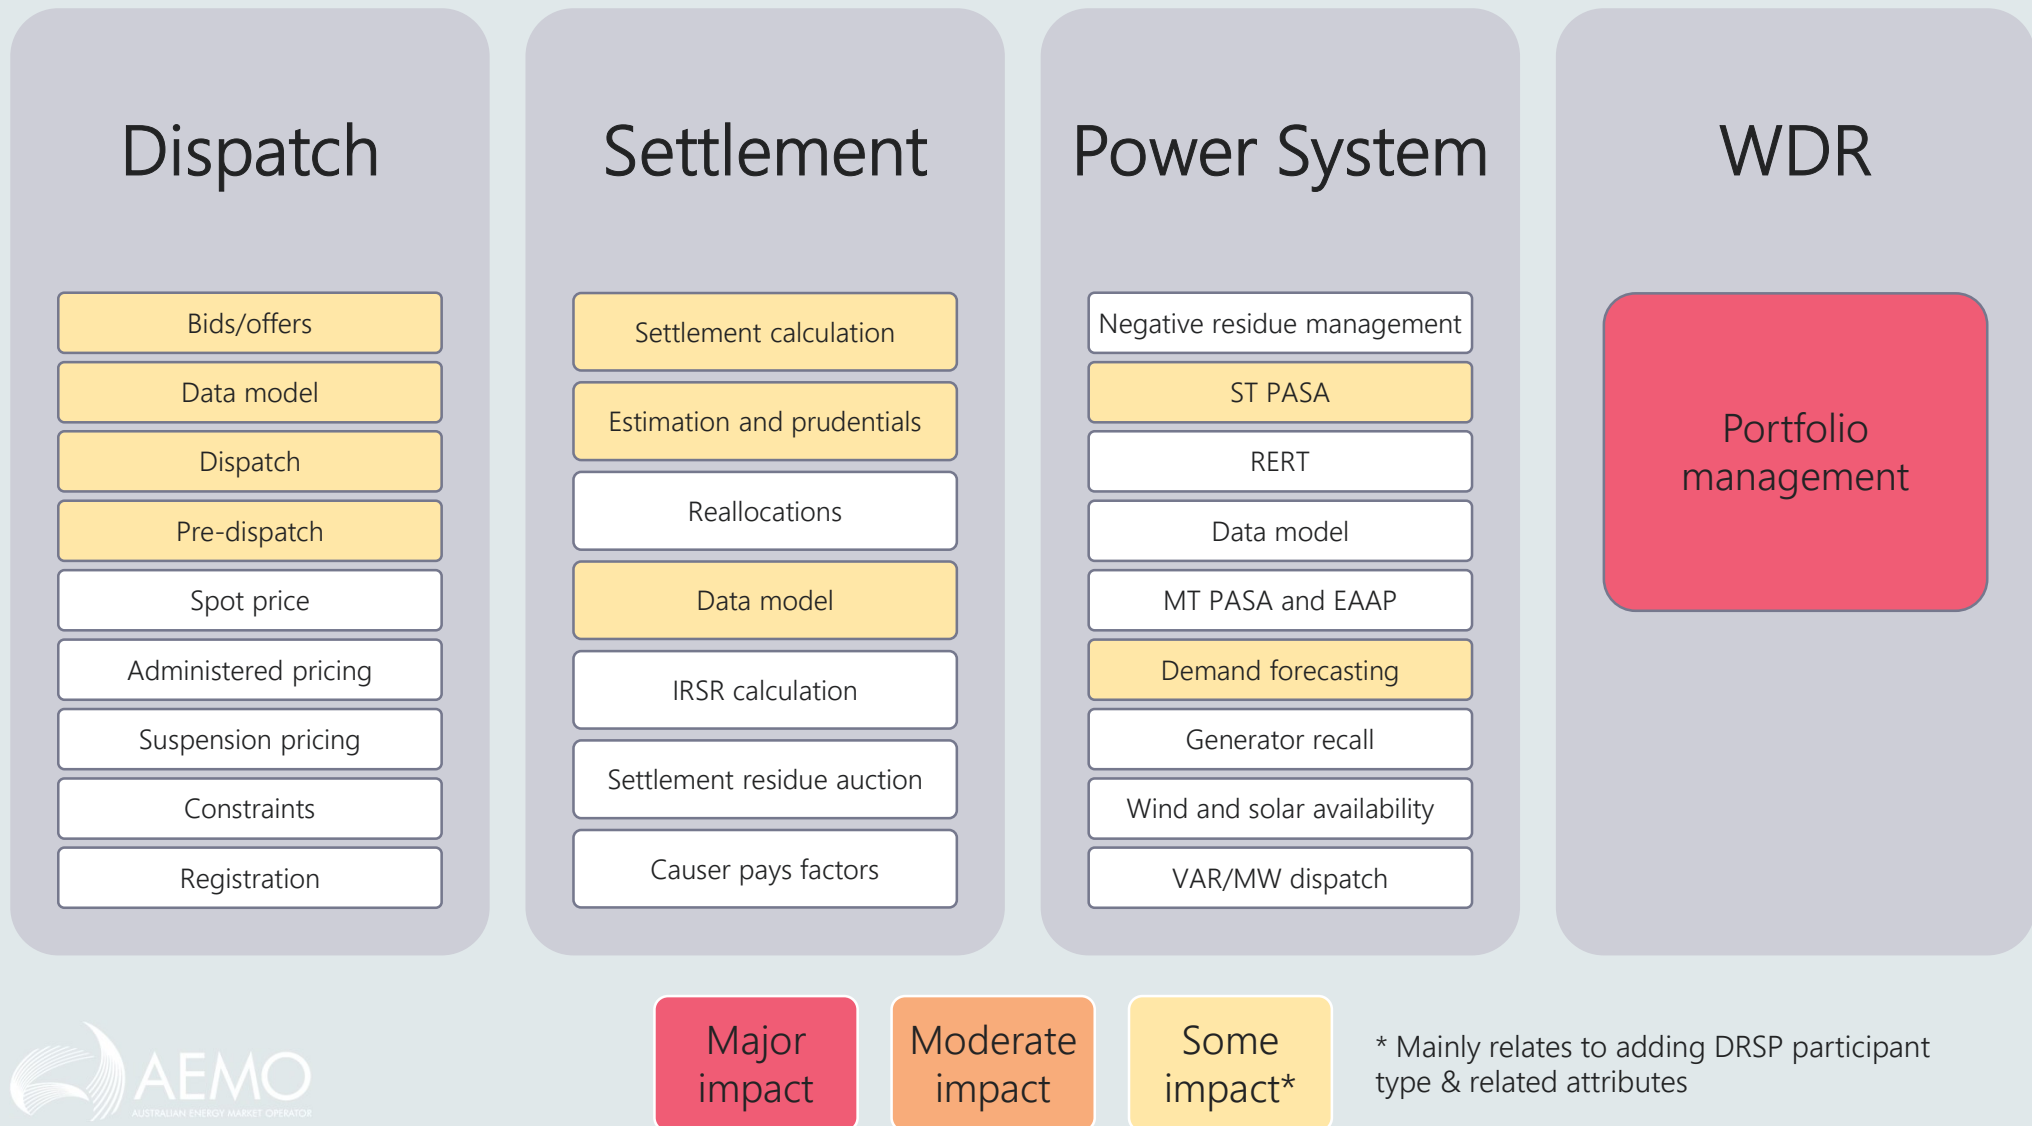 Dispatch
Bids/offers
Data model
Dispatch
Pre-dispatch
Spot price
Administered pricing
Suspension pricing
Constraints
Registration
Settlement
Settlement calculation
Estimation and prudentials
Reallocations
Data model
IRSR calculation
Settlement residue auction
Causer pays factors
Power System
Negative residue management
ST PASA
RERT
Data model
MT PASA and EAAP
Demand forecasting
Generator recall
Wind and solar availability
VAR/MW dispatch
WDR
Portfolio
management
AEMO
AUSTRALIAN ENERGY MARKET OPERATOR
Major
impact
Moderate
impact
Some
impact*
* Mainly relates to adding DRSP participant
type & related attributes